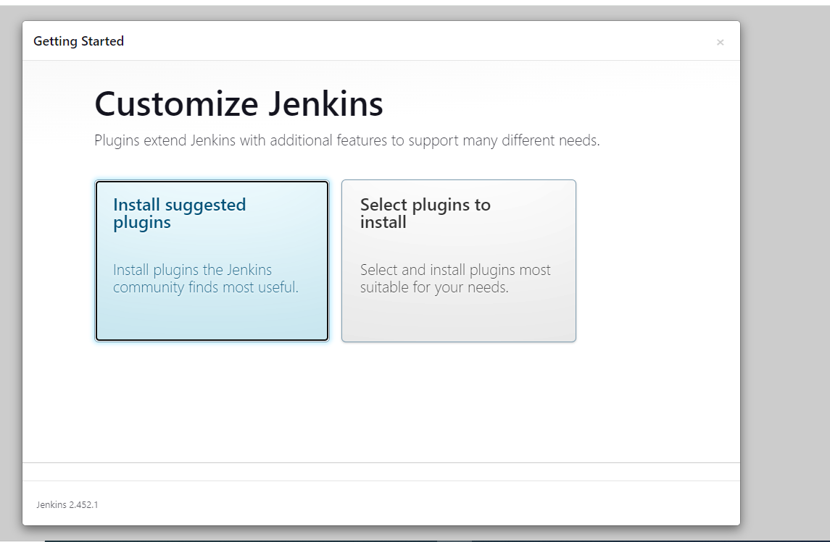 Getting Started
×
Customize Jenkins
Plugins extend Jenkins with additional features to support many different needs.
Install suggested
plugins
Install plugins the Jenkins
community finds most useful.
Select plugins to
install
Select and install plugins most
suitable for your needs.
Jenkins 2.452.1